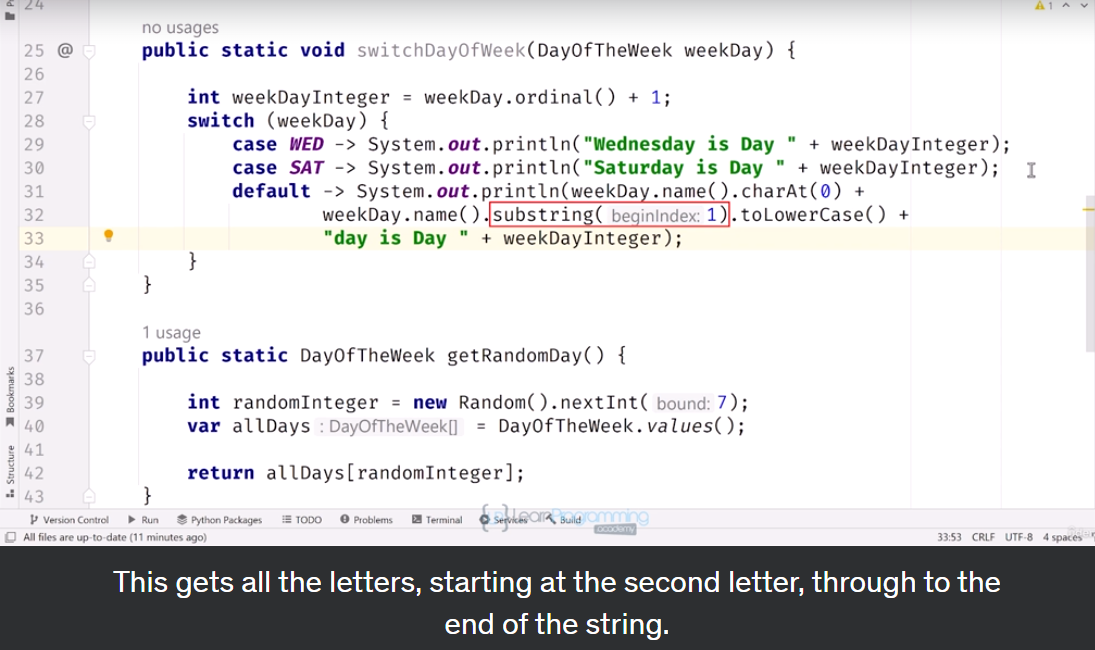 24
1
no usages
25 @ public static void switchDayOfWeek(DayOfTheWeek weekDay) {
26
27 int weekDayInteger = weekDay.ordinal() + 1;
28 switch (weekDay) {
29 case WED -> System.out.println("Wednesday is Day " + weekDayInteger);
30 case SAT -> System.out.println("Saturday is Day " + weekDayInteger);
31 default -> System.out.println(weekDay.name().charAt(0) +
32 weekDay.name().substring( beginIndex: 1).toLowerCase() +
33 "day is Day " + weekDayInteger);
34 }
35 }
36
1 usage
37 public static DayOfTheWeek getRandomDay() {
38
39 int randomInteger = new Random().nextInt( bound: 7);
40 var allDays : DayOfTheWeek[] = DayOfTheWeek.values();
41
42 return allDays[randomInteger];
43 }
Bookmarks
Structure
Version Control Run Python Packages TODO Problems Terminal Services Build
LearnProgramming
academy
All files are up-to-date (11 minutes ago) 33:53 CRLF UTF-8 4 spaces
This gets all the letters, starting at the second letter, through to the
end of the string.